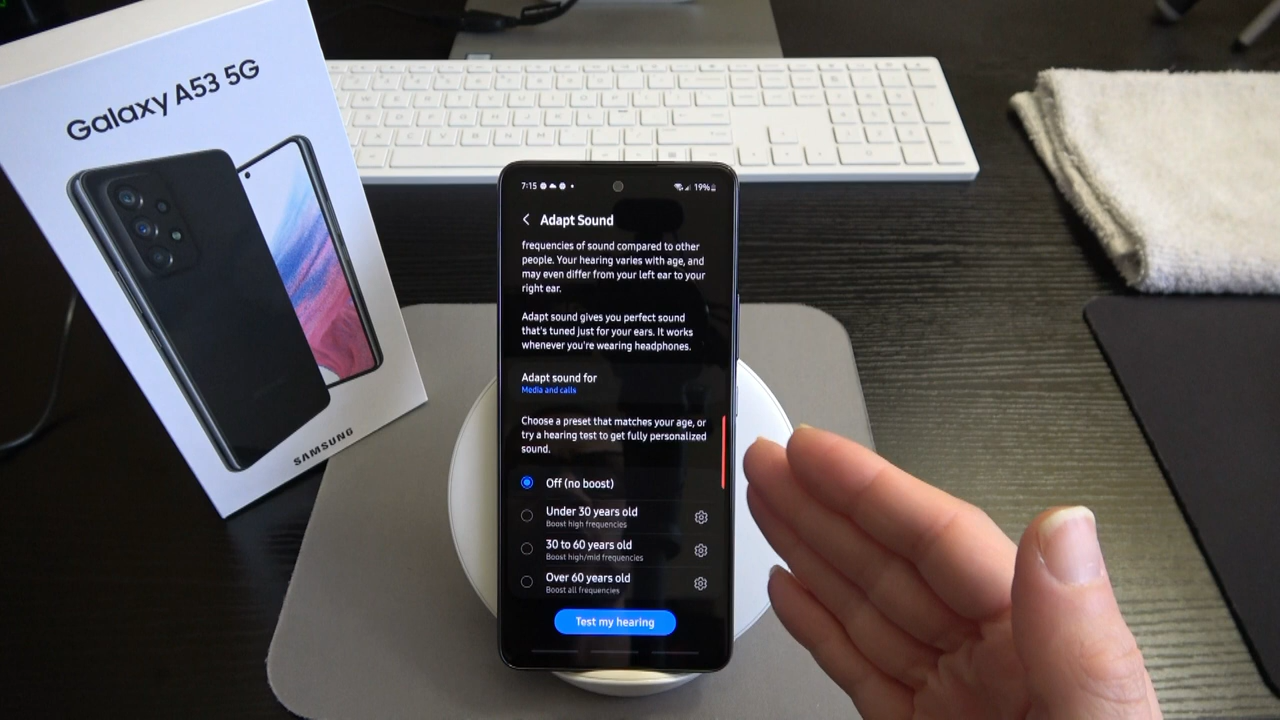 Galaxy A53 5G
SAMSUNG
7:15
19%
Adapt Sound
frequencies of sound compared to other
people. Your hearing varies with age, and
may even differ from your left ear to your
right ear.
Adapt sound gives you perfect sound
that's tuned just for your ears. It works
whenever you're wearing headphones.
Adapt sound for
Media and calls
Choose a preset that matches your age, or
try a hearing test to get fully personalized
sound.
Off (no boost)
Under 30 years old
Boost high frequencies
30 to 60 years old
Boost high/mid frequencies
Over 60 years old
Boost all frequencies
Test my hearing